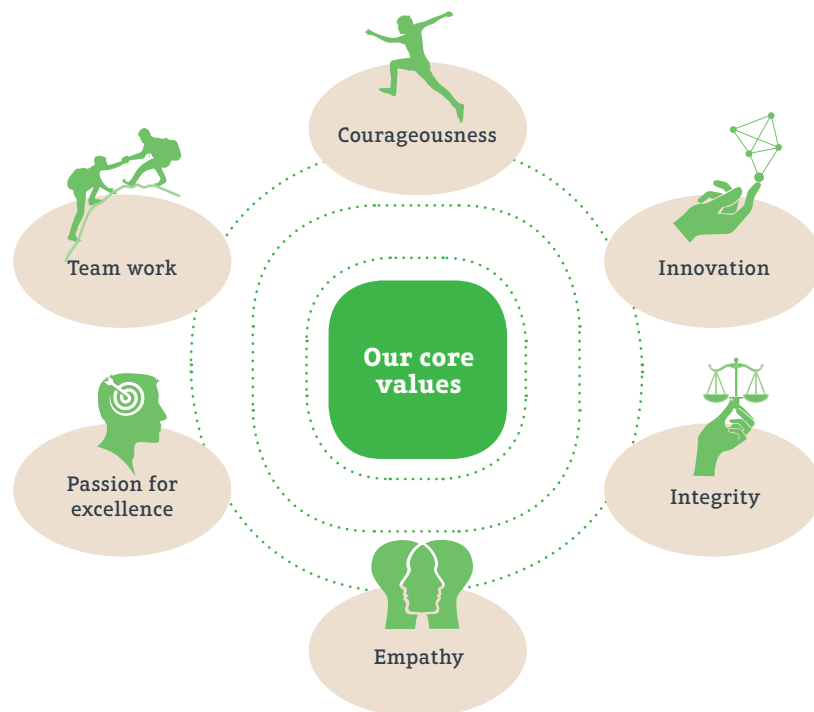 Courageousness
Team work
Innovation
Our core
values
Passion for
excellence
Integrity
Empathy